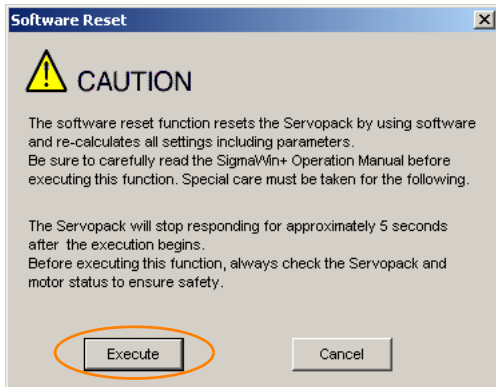 Software Reset
CAUTION
The software reset function resets the Servopack by using software
and re-calculates all settings including parameters.
Be sure to carefully read the SigmaWin+ Operation Manual before
executing this function. Special care must be taken for the following.
The Servopack will stop responding for approximately 5 seconds
after the execution begins.
Before executing this function, always check the Servopack and
motor status to ensure safety.
Execute
Cancel